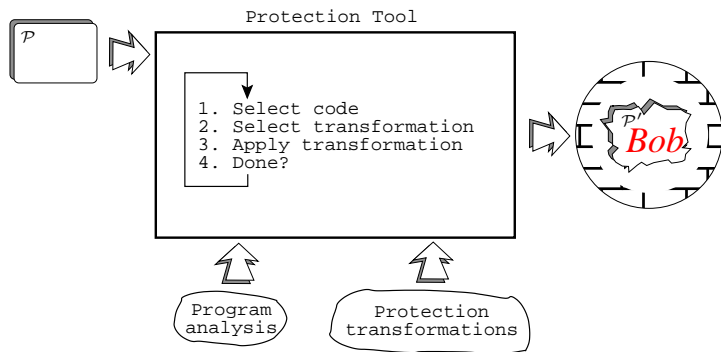 Protection Tool
𝒫
1. Select code
2. Select transformation
3. Apply transformation
4. Done?
𝒫'
Bob
Program
analysis
Protection
transformations